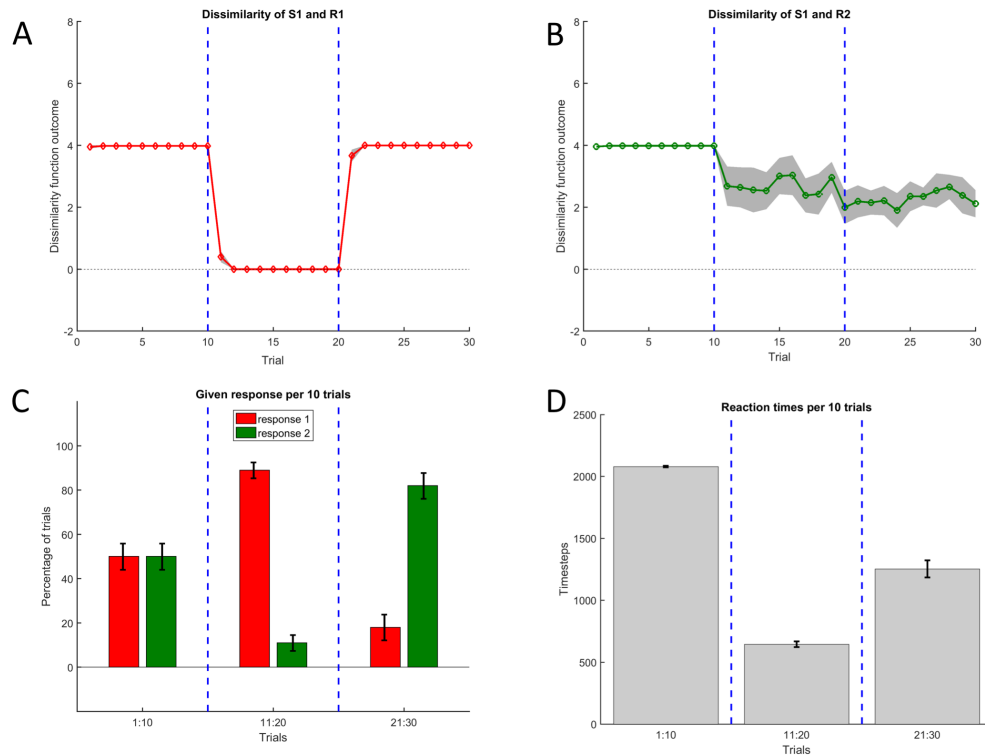 A
Dissimilarity of S1 and R1
Dissimilarity function outcome
8
6
4
2
0
-2
0 5 10 15 20 25 30
Trial
B
Dissimilarity of S1 and R2
Dissimilarity function outcome
8
6
4
2
0
-2
0 5 10 15 20 25 30
Trial
C
Given response per 10 trials
response 1
response 2
Percentage of trials
100
80
60
40
20
0
1:10 11:20 21:30
Trials
D
Reaction times per 10 trials
Timesteps
2500
2000
1500
1000
500
0
1:10 11:20 21:30
Trials